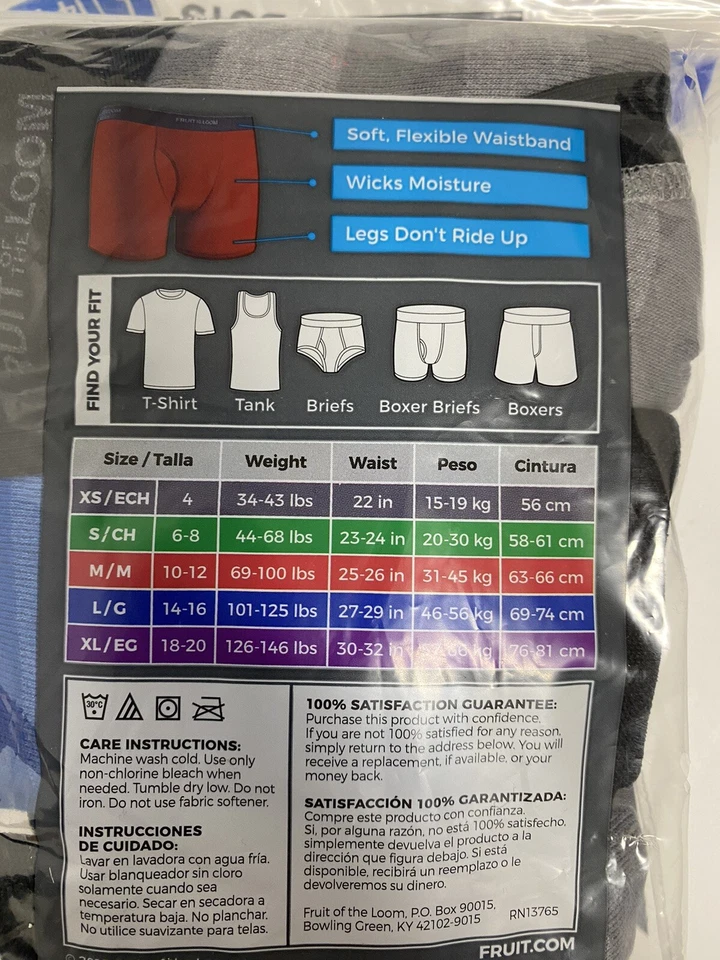 FRUIT OF THE LOOM
Soft, Flexible Waistband
Wicks Moisture
Legs Don't Ride Up
FIND YOUR FIT
T-Shirt Tank Briefs Boxer Briefs Boxers
Size / Talla Weight Waist Peso Cintura
XS/ECH 4 34-43 lbs 22 in 15-19 kg 56 cm
S/CH 6-8 44-68 lbs 23-24 in 20-30 kg 58-61 cm
M/M 10-12 69-100 lbs 25-26 in 31-45 kg 63-66 cm
L/G 14-16 101-125 lbs 27-29 in 46-56 kg 69-74 cm
XL/EG 18-20 126-146 lbs 30-32 in kg 76-81 cm
30°C
CARE INSTRUCTIONS:
Machine wash cold. Use only
non-chlorine bleach when
needed. Tumble dry low. Do not
iron. Do not use fabric softener.
INSTRUCCIONES
DE CUIDADO:
Lavar en lavadora con agua fría.
Usar blanqueador sin cloro
solamente cuando sea
necesario. Secar en secadora a
temperatura baja. No planchar.
No utilice suavizante para telas.
100% SATISFACTION GUARANTEE:
Purchase this product with confidence.
If you are not 100% satisfied for any reason,
simply return to the address below. You will
receive a replacement, if available, or your
money back.
SATISFACCIÓN 100% GARANTIZADA:
Compre este producto con confianza.
Si, por alguna razón, no está 100% satisfecho,
simplemente devuelva el producto a la
dirección que figura debajo. Si está
disponible, recibirá un reemplazo o le
devolveremos su dinero.
Fruit of the Loom, P.O. Box 90015,
Bowling Green, KY 42102-9015 RN13765
FRUIT.COM